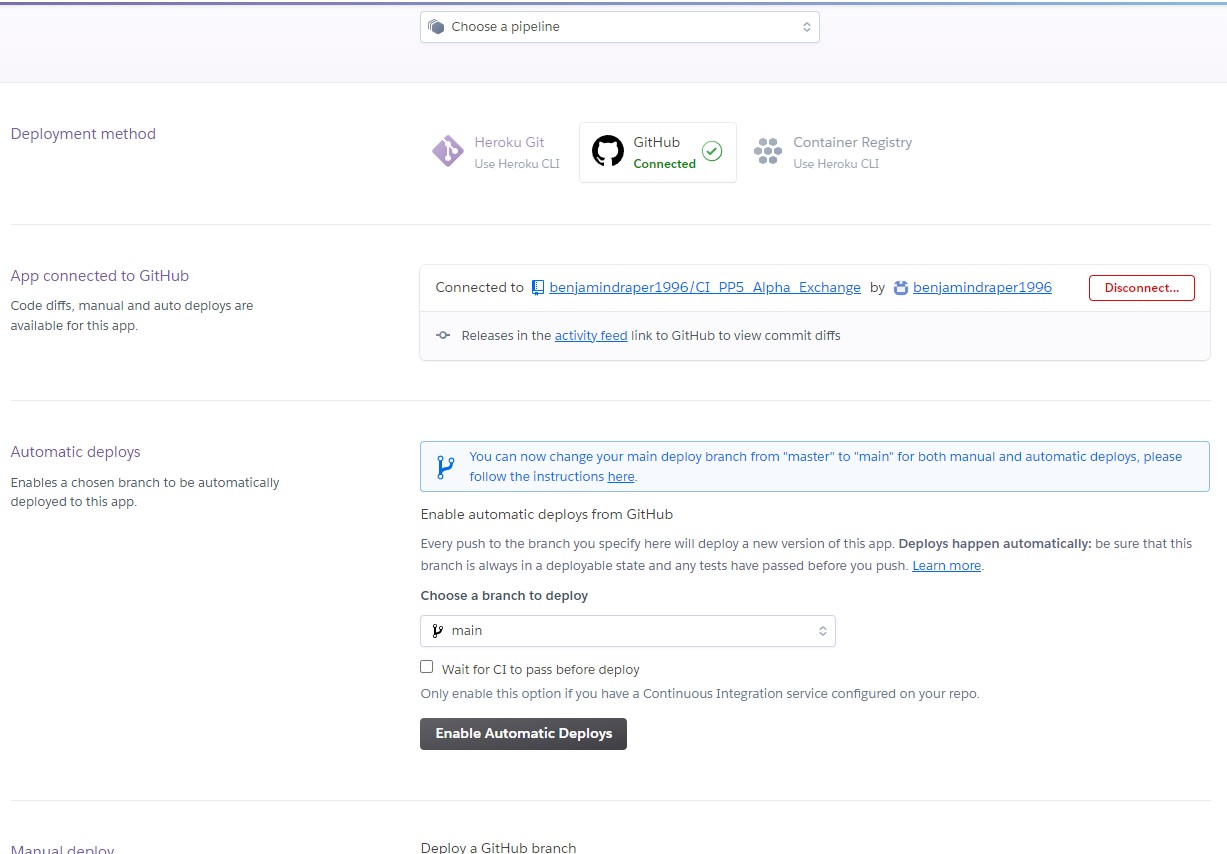 Choose a pipeline
Deployment method
Heroku Git
Use Heroku CLI
GitHub
Connected
Container Registry
Use Heroku CLI
App connected to GitHub
Code diffs, manual and auto deploys are
available for this app.
Connected to benjamindraper1996/CI_PP5_Alpha_Exchange by benjamindraper1996
Disconnect...
Releases in the activity feed link to GitHub to view commit diffs
Automatic deploys
Enables a chosen branch to be automatically
deployed to this app.
You can now change your main deploy branch from "master" to "main" for both manual and automatic deploys, please
follow the instructions here.
Enable automatic deploys from GitHub
Every push to the branch you specify here will deploy a new version of this app. Deploys happen automatically: be sure that this
branch is always in a deployable state and any tests have passed before you push. Learn more.
Choose a branch to deploy
main
Wait for CI to pass before deploy
Only enable this option if you have a Continuous Integration service configured on your repo.
Enable Automatic Deploys
Manual deploy
Deploy a GitHub branch